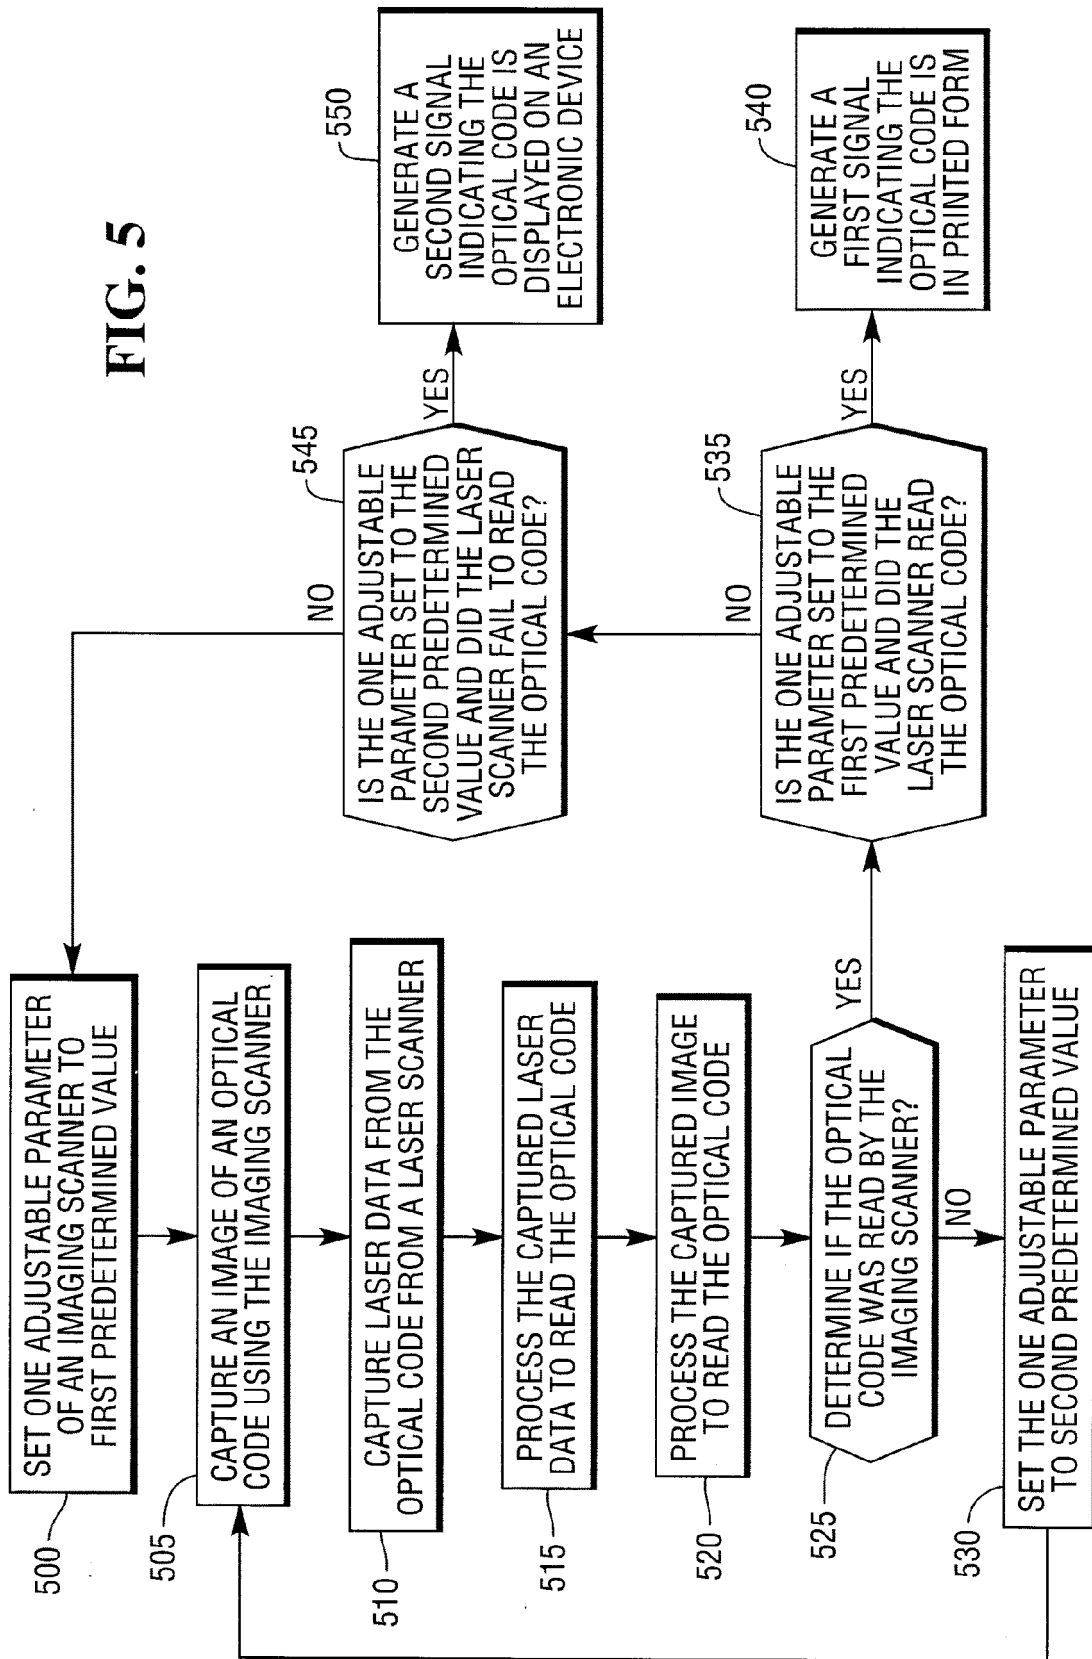 FIG. 5
500
SET ONE ADJUSTABLE PARAMETER
OF AN IMAGING SCANNER TO
FIRST PREDETERMINED VALUE
505
CAPTURE AN IMAGE OF AN OPTICAL
CODE USING THE IMAGING SCANNER
510
CAPTURE LASER DATA FROM THE
OPTICAL CODE FROM A LASER SCANNER
515
PROCESS THE CAPTURED LASER
DATA TO READ THE OPTICAL CODE
520
PROCESS THE CAPTURED IMAGE
TO READ THE OPTICAL CODE
525
DETERMINE IF THE OPTICAL
CODE WAS READ BY THE
IMAGING SCANNER?
YES
NO
530
SET THE ONE ADJUSTABLE PARAMETER
TO SECOND PREDETERMINED VALUE
535
IS THE ONE ADJUSTABLE
PARAMETER SET TO THE
FIRST PREDETERMINED
VALUE AND DID THE
LASER SCANNER READ
THE OPTICAL CODE?
YES
NO
540
GENERATE A
FIRST SIGNAL
INDICATING THE
OPTICAL CODE IS
IN PRINTED FORM
545
IS THE ONE ADJUSTABLE
PARAMETER SET TO THE
SECOND PREDETERMINED
VALUE AND DID THE LASER
SCANNER FAIL TO READ
THE OPTICAL CODE?
YES
NO
550
GENERATE A
SECOND SIGNAL
INDICATING THE
OPTICAL CODE IS
DISPLAYED ON AN
ELECTRONIC DEVICE